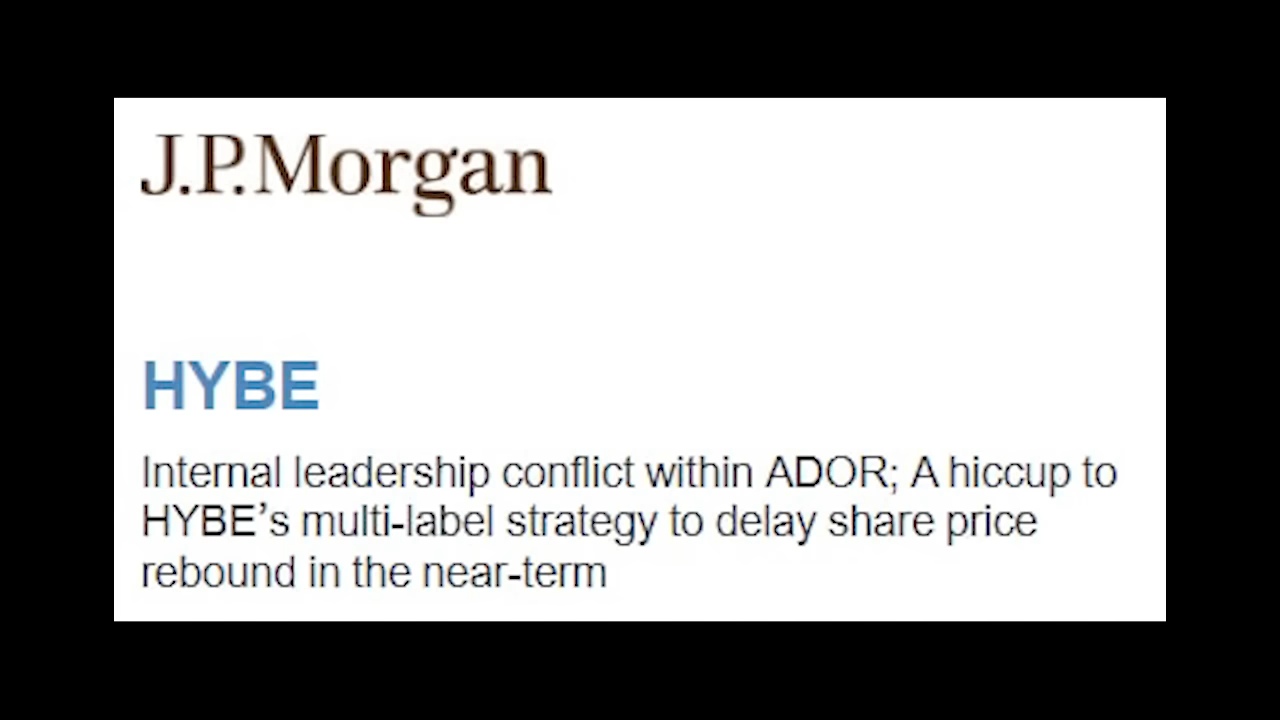 J.P.Morgan
HYBE
Internal leadership conflict within ADOR; A hiccup to
HYBE’s multi-label strategy to delay share price
rebound in the near-term